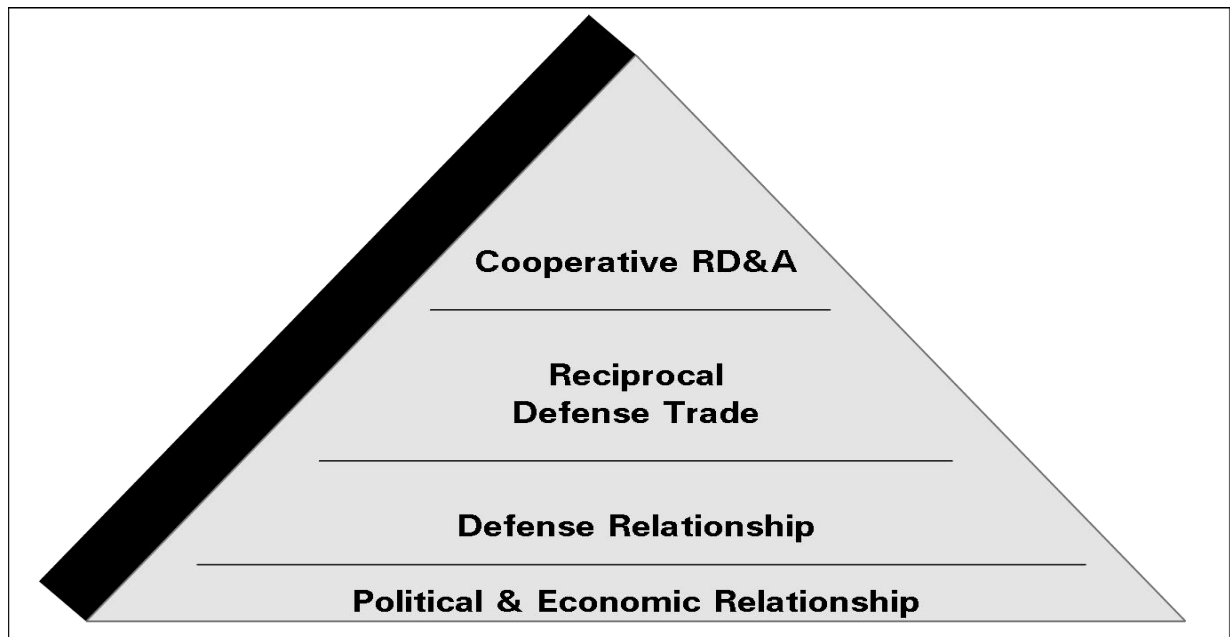 Cooperative RD&A
Reciprocal
Defense Trade
Defense Relationship
Political & Economic Relationship